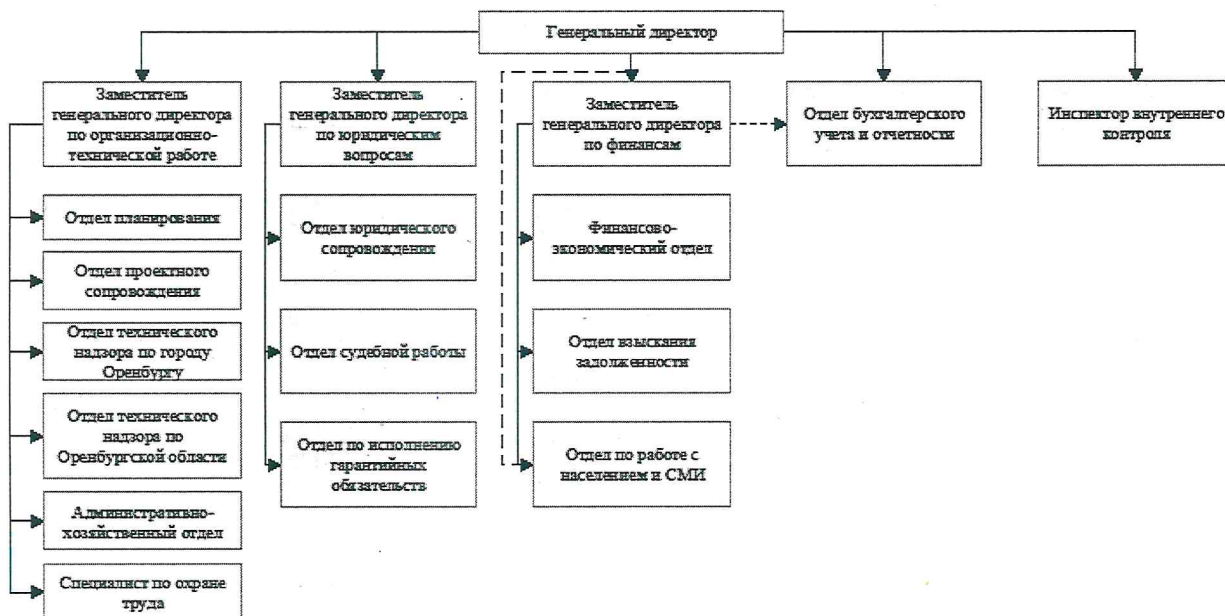 Генеральный директор
Заместитель
генерального директора
по организационно-
технической работе
Заместитель
генерального директора
по юридическим
вопросам
Заместитель
генерального директора
по финансам
Отдел бухгалтерского
учета и отчетности
Инспектор внутреннего
контроля
Отдел планирования
Отдел проектного
сопровождения
Отдел технического
надзора по городу
Оренбургу
Отдел технического
надзора по
Оренбургской области
Административно-
хозяйственный отдел
Специалист по охране
труда
Отдел юридического
сопровождения
Отдел судебной работы
Отдел по исполнению
гарантийных
обязательств
Финансово-
экономический отдел
Отдел взыскания
задолженности
Отдел по работе с
населением и СМИ